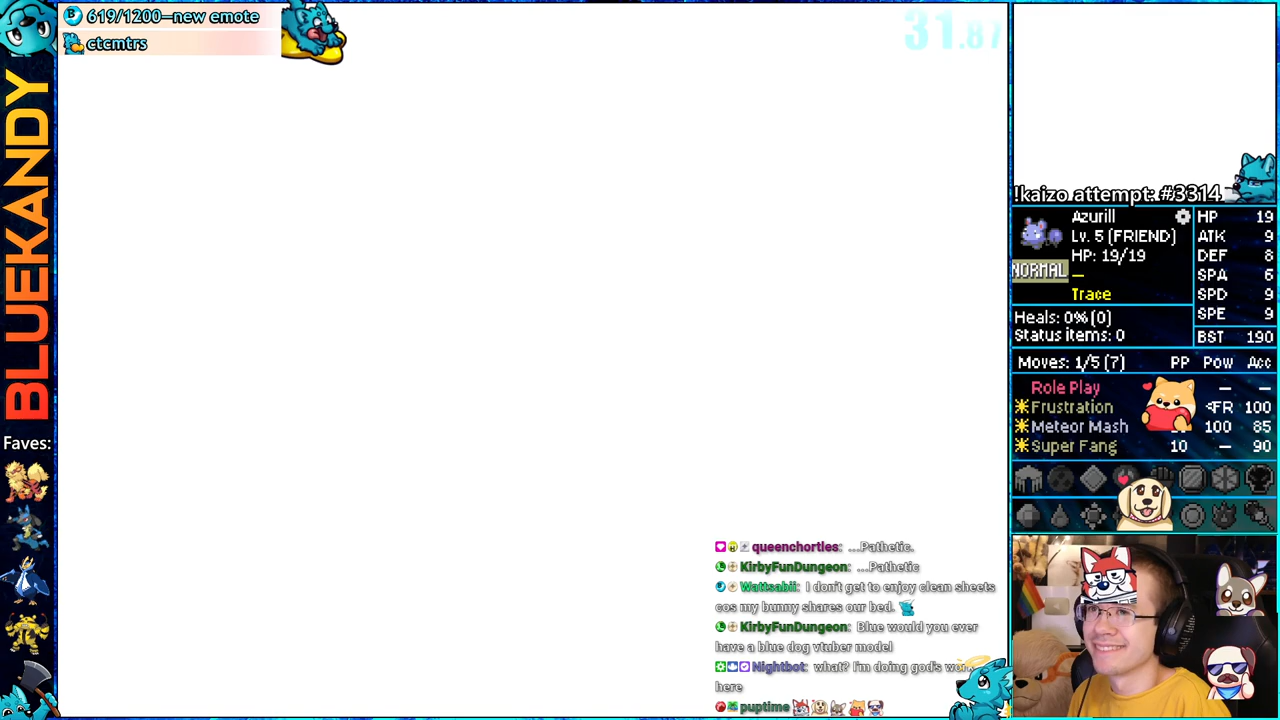 619/1200—new emote
ctcmtrs
31.87
BLUEKANDY
Faves:
!kaizo attempt: #3314
Azurill
Lv. 5 (FRIEND)
HP: 19/19
NORMAL
—
Trace
Heals: 0% (0)
Status items: 0
HP 19
ATK 9
DEF 8
SPA 6
SPD 9
SPE 9
BST 190
Moves: 1/5 (7) PP Pow Acc
Role Play — —
Frustration <FR 100
Meteor Mash 100 85
Super Fang 10 — 90
queenchortles: ...Pathetic.
KirbyFunDungeon: ...Pathetic
Wattsabii: I don't get to enjoy clean sheets
cos my bunny shares our bed.
KirbyFunDungeon: Blue would you ever
have a blue dog vtuber model
Nightbot: what? I'm doing god's work
here
puptime